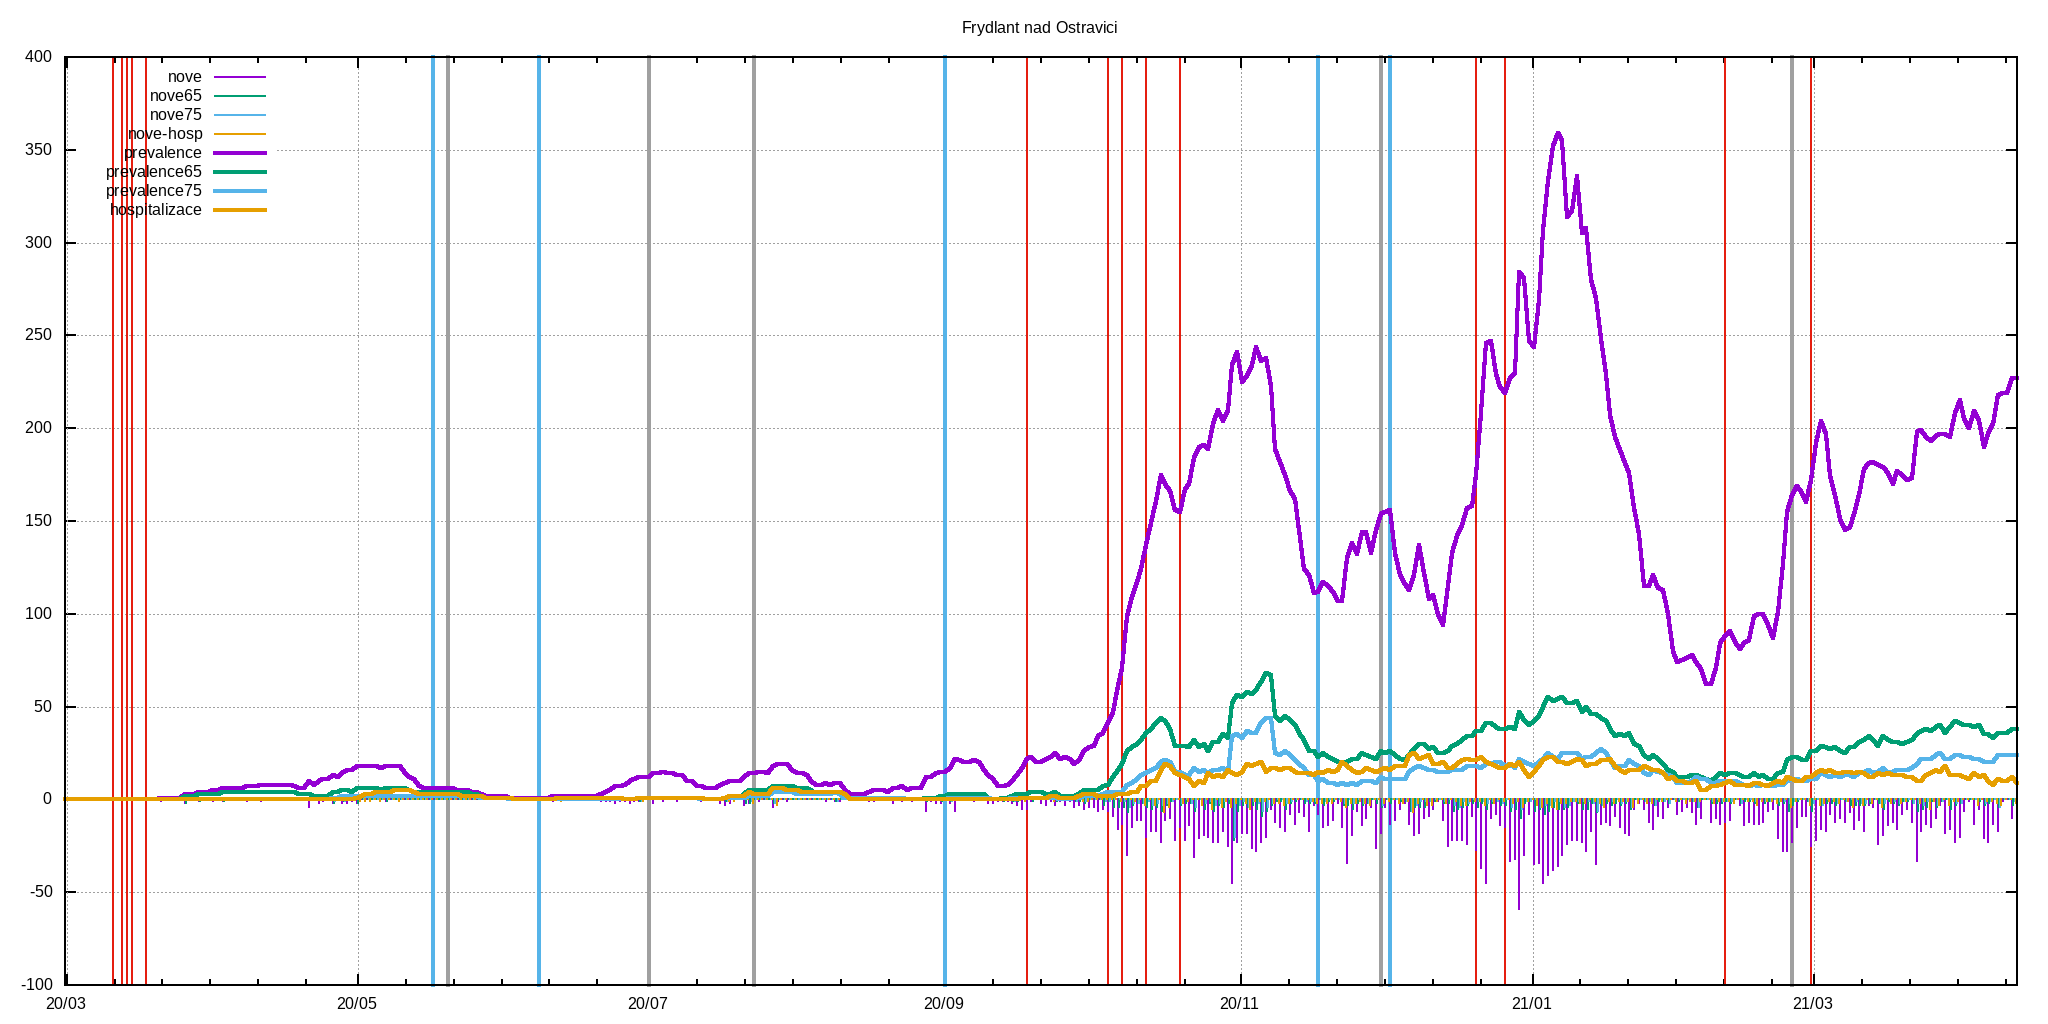 Frydlant nad Ostravici
400
350
300
250
200
150
100
50
0
-50
-100
nove
nove65
nove75
nove-hosp
prevalence
prevalence65
prevalence75
hospitalizace
20/03
20/05
20/07
20/09
20/11
21/01
21/03